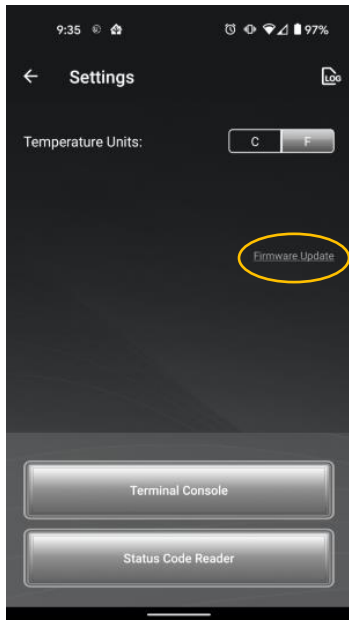 9:35 97%
Settings LOG
Temperature Units: C F
Firmware Update
Terminal Console
Status Code Reader